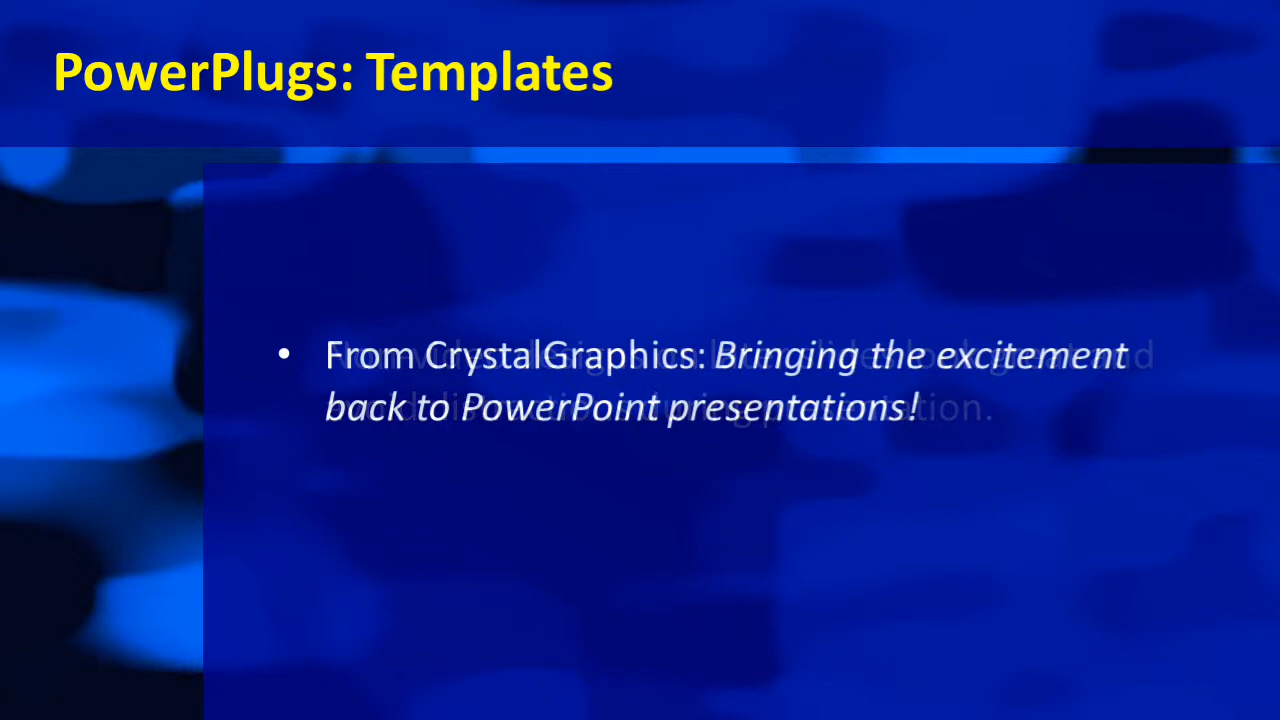 PowerPlugs: Templates
• From CrystalGraphics: Bringing the excitement
back to PowerPoint presentations!